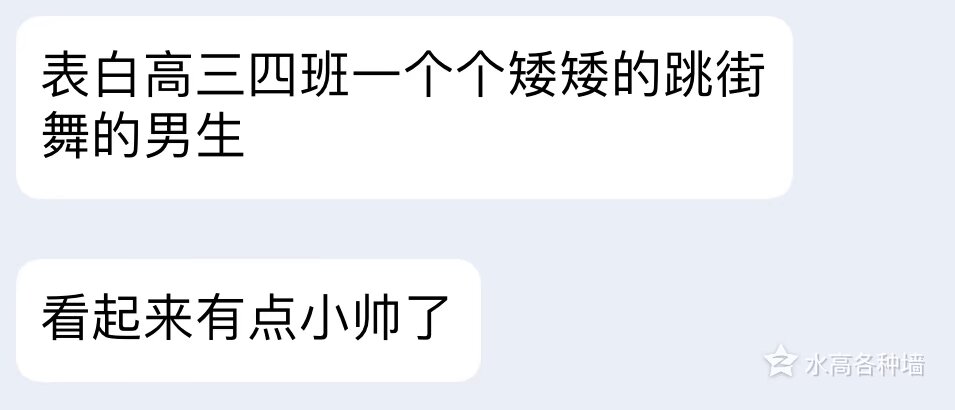 表白高三四班一个个矮矮的跳街
舞的男生
看起来有点小帅了
水高各种墙